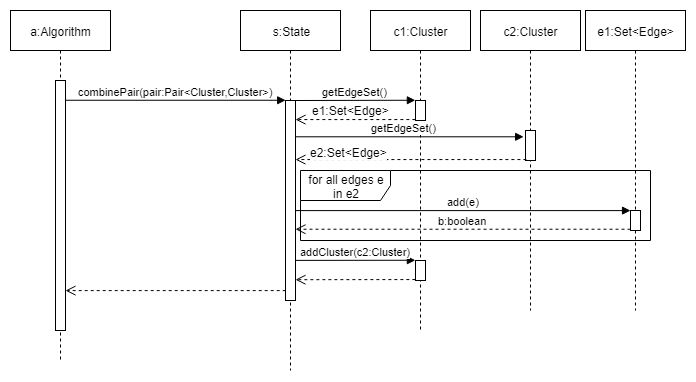 a:Algorithm
s:State
c1:Cluster
c2:Cluster
e1:Set<Edge>
combinePair(pair:Pair<Cluster,Cluster>)
getEdgeSet()
e1:Set<Edge>
getEdgeSet()
e2:Set<Edge>
for all edges e
in e2
add(e)
b:boolean
addCluster(c2:Cluster)